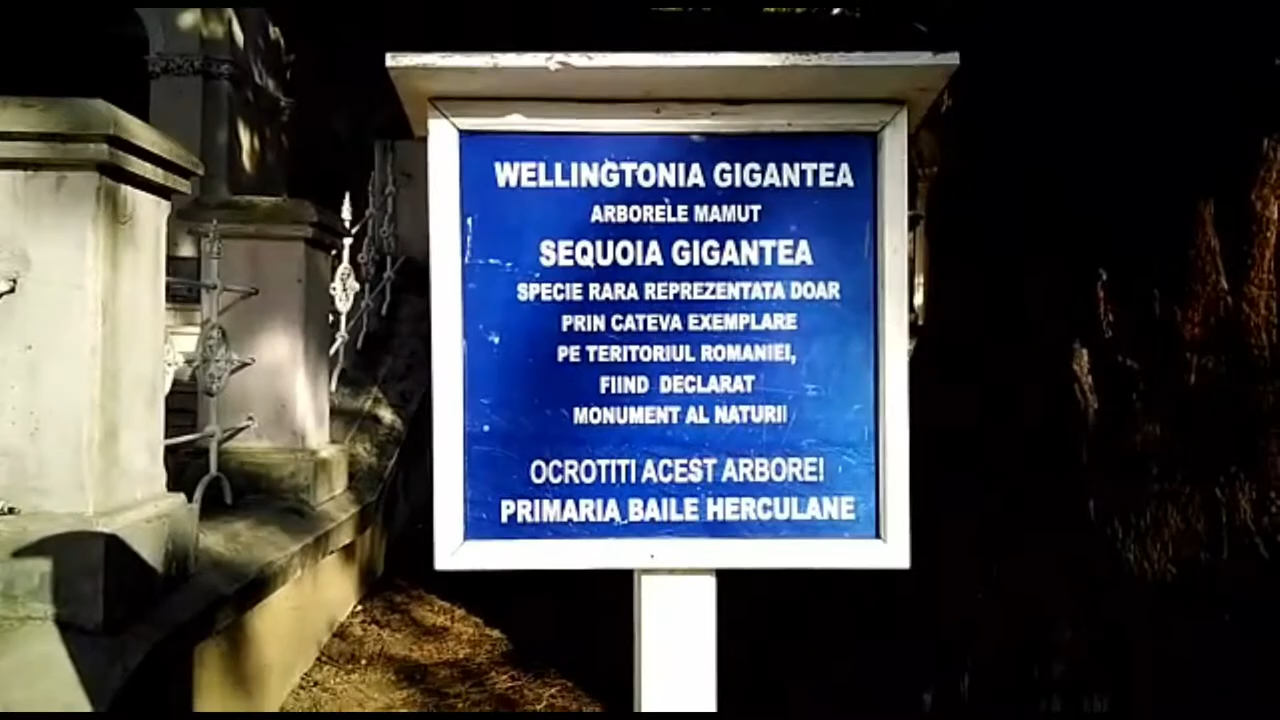 WELLINGTONIA GIGANTEA
ARBORELE MAMUT
SEQUOIA GIGANTEA
SPECIE RARA REPREZENTATA DOAR
PRIN CATEVA EXEMPLARE
PE TERITORIUL ROMANIEI,
FIIND DECLARAT
MONUMENT AL NATURII
OCROTITI ACEST ARBORE!
PRIMARIA BAILE HERCULANE